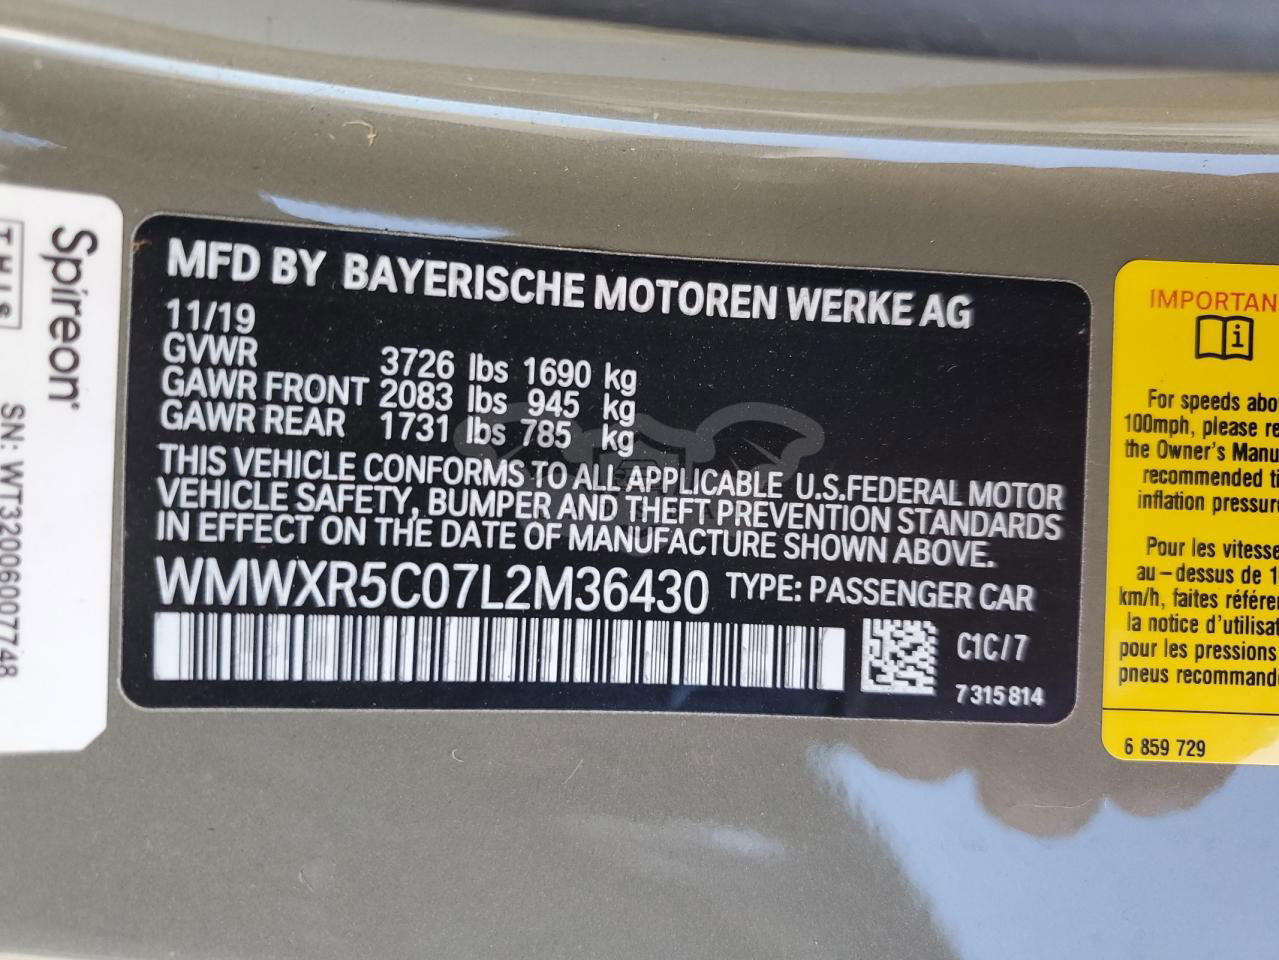 MFD BY BAYERISCHE MOTOREN WERKE AG
11/19
GVWR 3726 lbs 1690 kg
GAWR FRONT 2083 lbs 945 kg
GAWR REAR 1731 lbs 785 kg
THIS VEHICLE CONFORMS TO ALL APPLICABLE U.S.FEDERAL MOTOR
VEHICLE SAFETY, BUMPER AND THEFT PREVENTION STANDARDS
IN EFFECT ON THE DATE OF MANUFACTURE SHOWN ABOVE.
WMWXR5C07L2M36430 TYPE: PASSENGER CAR
C1C/7
7315814
Spireon
SN: WT32006007748
IMPORTAN
For speeds abo
100mph, please re
the Owner's Manu
recommended ti
inflation pressure
Pour les vitesse
au-dessus de 1
km/h, faites référen
la notice d'utilisat
pour les pressions
pneus recommandé
6 859 729